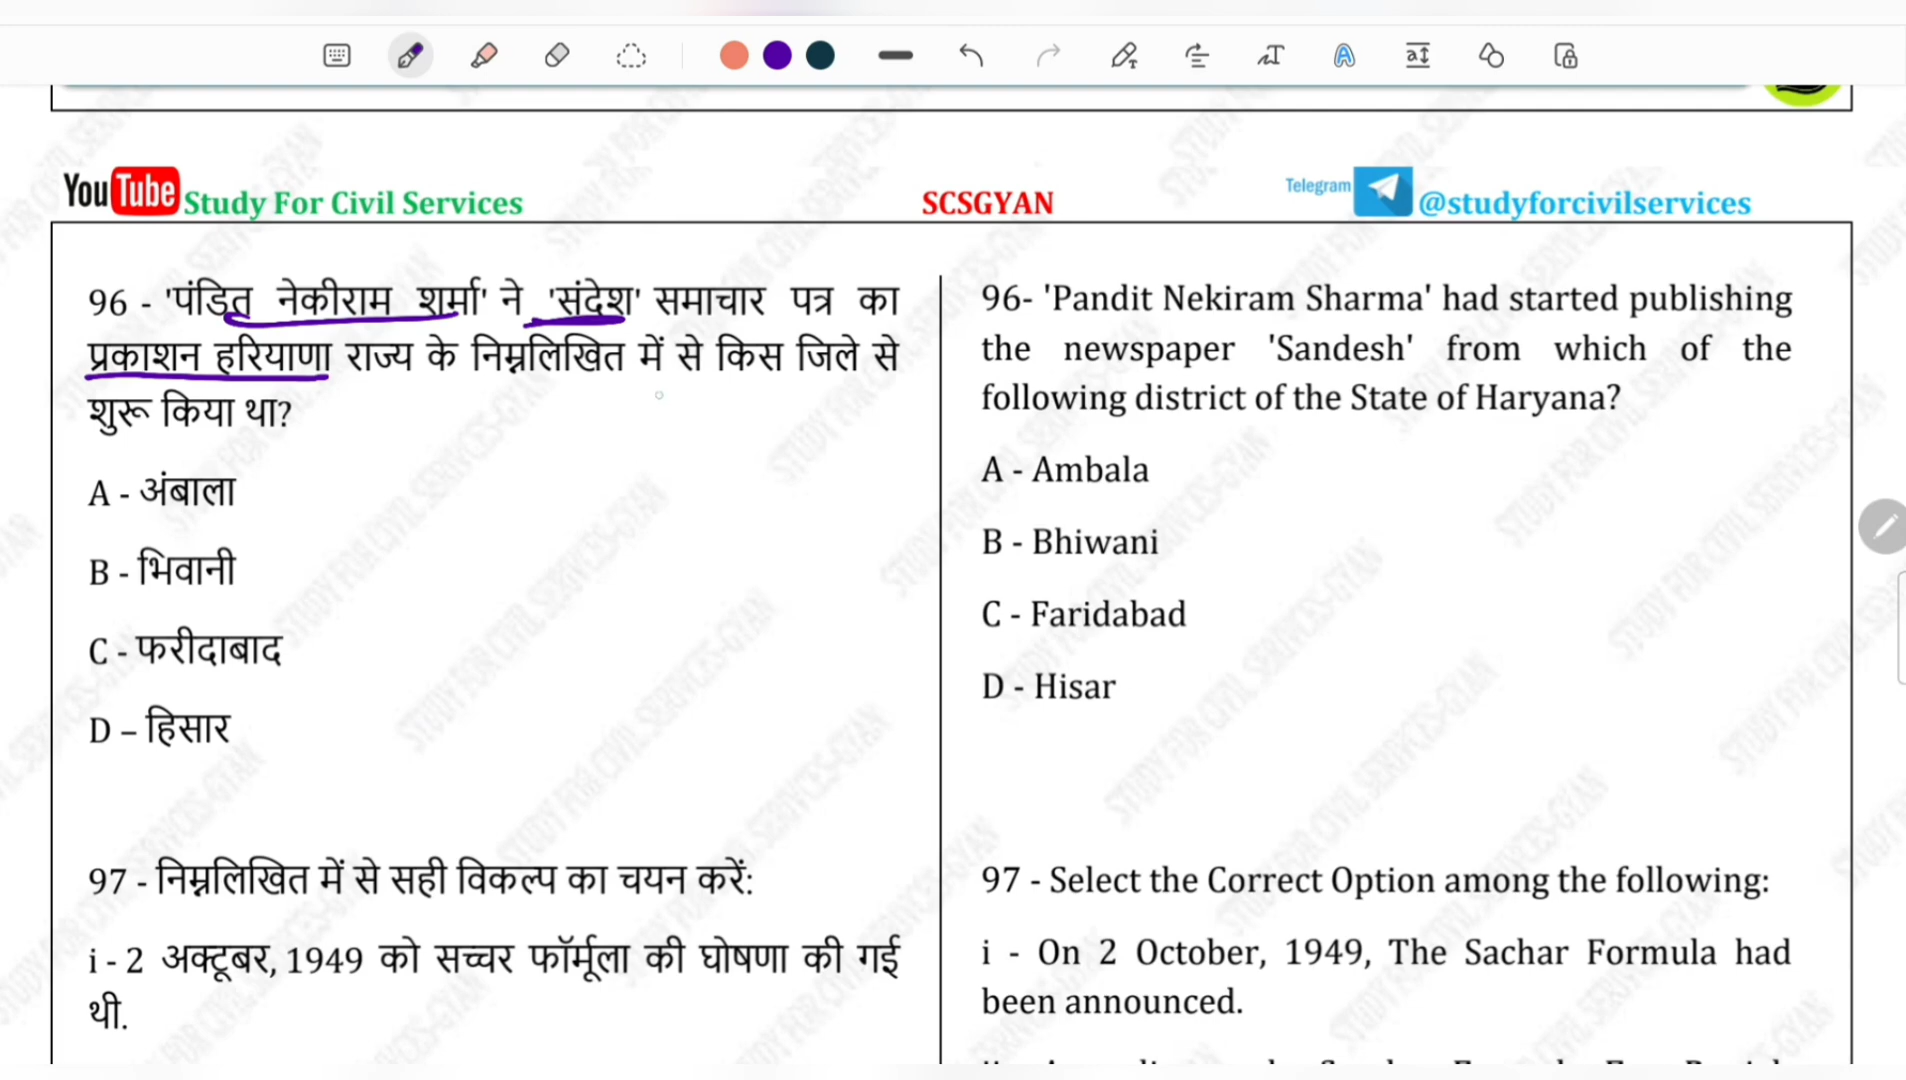 YouTube Study For Civil Services
SCSGYAN
Telegram @studyforcivilservices
96 - 'पंडित नेकीराम शर्मा' ने 'संदेश' समाचार पत्र का
प्रकाशन हरियाणा राज्य के निम्नलिखित में से किस जिले से
शुरू किया था?
A - अंबाला
B - भिवानी
C - फरीदाबाद
D – हिसार
97 - निम्नलिखित में से सही विकल्प का चयन करें:
i - 2 अक्टूबर, 1949 को सच्चर फॉर्मूला की घोषणा की गई
थी.
96- 'Pandit Nekiram Sharma' had started publishing
the newspaper 'Sandesh' from which of the
following district of the State of Haryana?
A - Ambala
B - Bhiwani
C - Faridabad
D - Hisar
97 - Select the Correct Option among the following:
i - On 2 October, 1949, The Sachar Formula had
been announced.